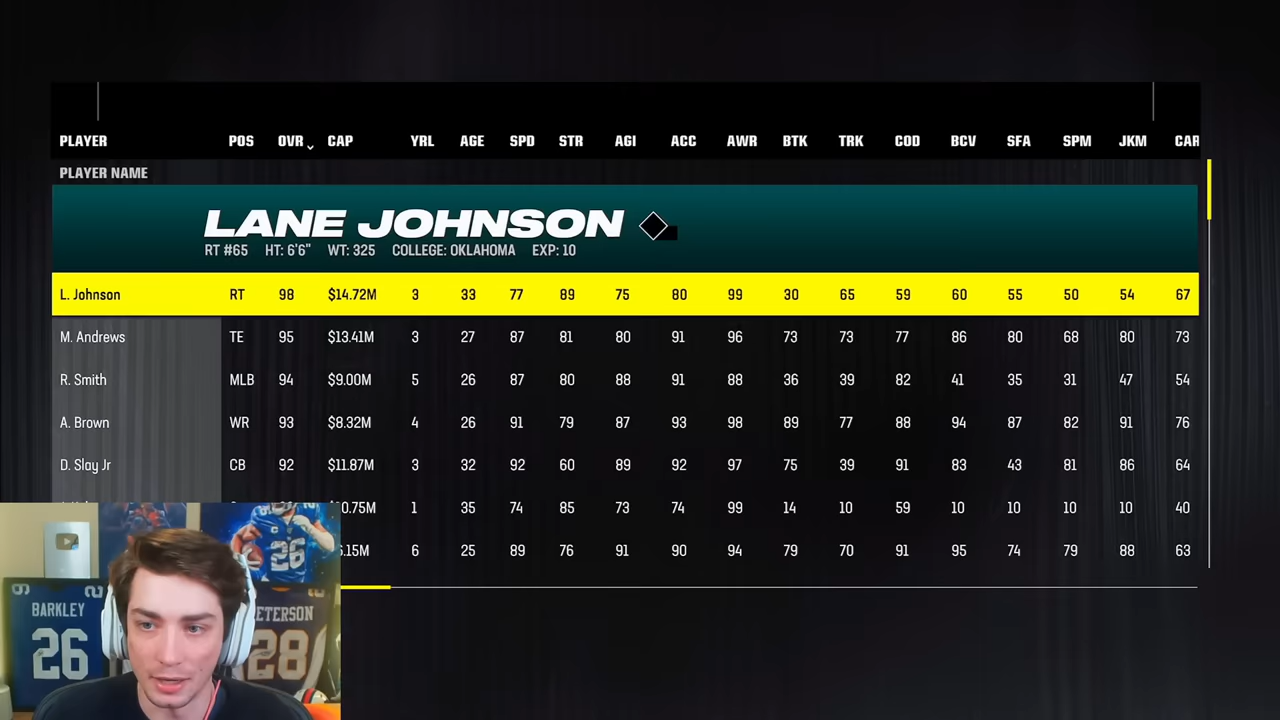 PLAYER POS OVR CAP YRL AGE SPD STR AGI ACC AWR BTK TRK COD BCV SFA SPM JKM CAR
PLAYER NAME
LANE JOHNSON
RT #65 HT: 6'6" WT: 325 COLLEGE: OKLAHOMA EXP: 10
L. Johnson RT 98 $14.72M 3 33 77 89 75 80 99 30 65 59 60 55 50 54 67
M. Andrews TE 95 $13.41M 3 27 87 81 80 91 96 73 73 77 86 80 68 80 73
R. Smith MLB 94 $9.00M 5 26 87 80 88 91 88 36 39 82 41 35 31 47 54
A. Brown WR 93 $8.32M 4 26 91 79 87 93 98 89 77 88 94 87 82 91 76
D. Slay Jr CB 92 $11.87M 3 32 92 60 89 92 97 75 39 91 83 43 81 86 64
0.75M 1 35 74 85 73 74 99 14 10 59 10 10 10 10 40
.15M 6 25 89 76 91 90 94 79 70 91 95 74 79 88 63
26
BARKLEY
26
ETERSON
28